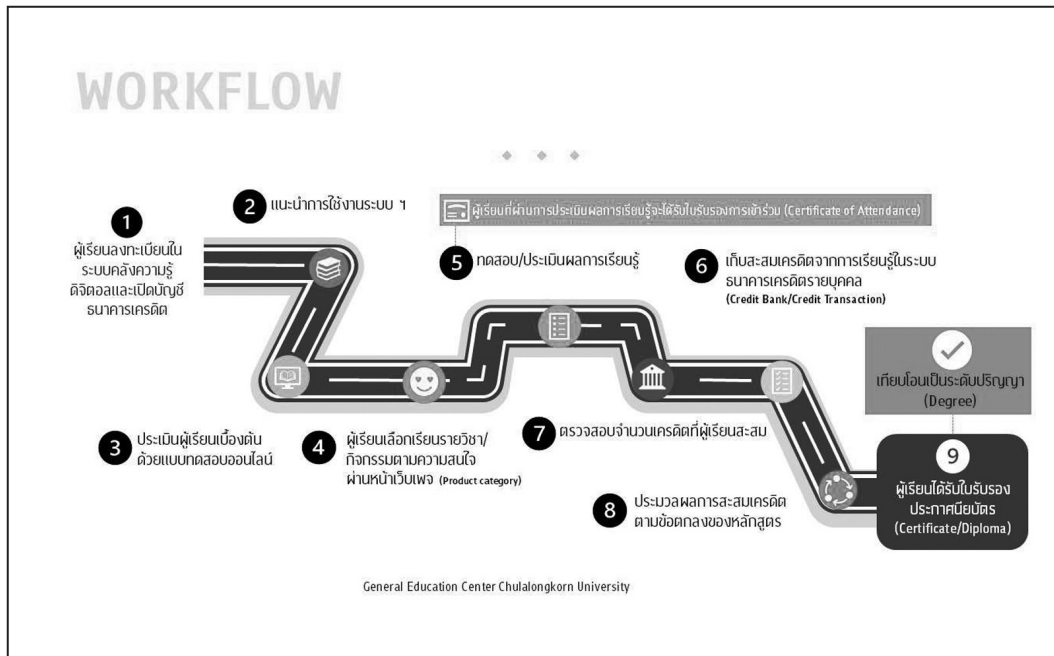 WORKFLOW
1
ผู้เรียนลงทะเบียนใน
ระบบคลังความรู้
ดิจิตอลและเปิดบัญชี
ธนาคารเครดิต
2 แนะนำการใช้งานระบบ ฯ
3 ประเมินผู้เรียนเบื้องต้น
ด้วยแบบทดสอบออนไลน์
4 ผู้เรียนเลือกเรียนรายวิชา/
กิจกรรมตามความสนใจ
ผ่านหน้าเว็บเพจ (Product category)
ผู้เรียนที่ผ่านการประเมินผลการเรียนรู้จะได้รับใบรับรองการเข้าร่วม (Certificate of Attendance)
5 ทดสอบ/ประเมินผลการเรียนรู้
6 เก็บสะสมเครดิตจากการเรียนรู้ในระบบ
ธนาคารเครดิตรายบุคคล
(Credit Bank/Credit Transaction)
7 ตรวจสอบจำนวนเครดิตที่ผู้เรียนสะสม
8 ประมวลผลการสะสมเครดิต
ตามข้อตกลงของหลักสูตร
เทียบโอนเป็นระดับปริญญา
(Degree)
9
ผู้เรียนได้รับใบรับรอง
ประกาศนียบัตร
(Certificate/Diploma)
General Education Center Chulalongkorn University